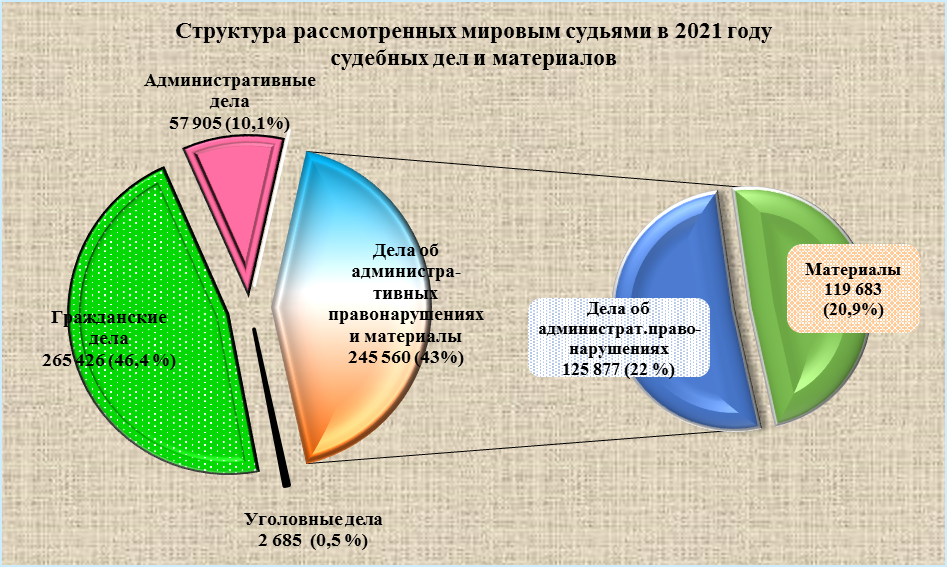 Структура рассмотренных мировым судьями в 2021 году
судебных дел и материалов
Административные
дела
57 905 (10,1%)
Гражданские
дела
265 426 (46,4 %)
Дела об
администра-
тивных
правонарушениях
и материалы
245 560 (43%)
Уголовные дела
2 685 (0,5 %)
Дела об
администрат.право-
нарушениях
125 877 (22 %)
Материалы
119 683
(20,9%)